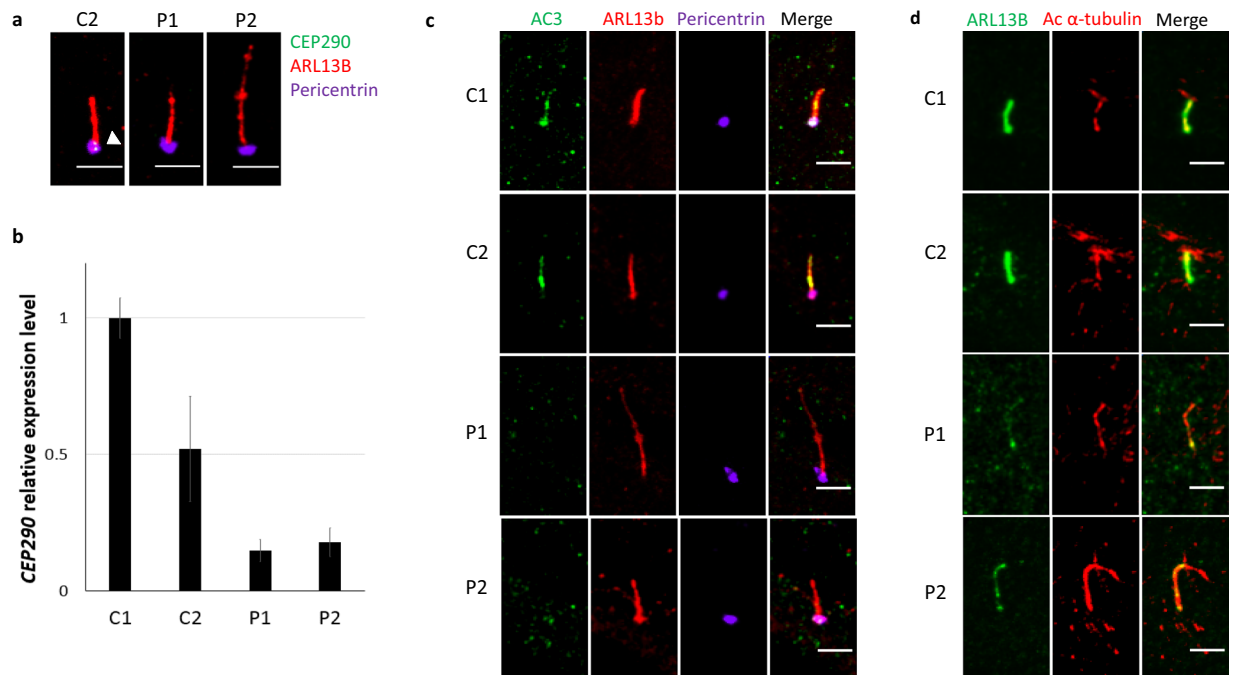 a
C2 P1 P2
CEP290
ARL13B
Pericentrin
b
CEP290 relative expression level
1
0.5
0
C1 C2 P1 P2
c
AC3 ARL13b Pericentrin Merge
C1
C2
P1
P2
d
ARL13B Ac α-tubulin Merge
C1
C2
P1
P2